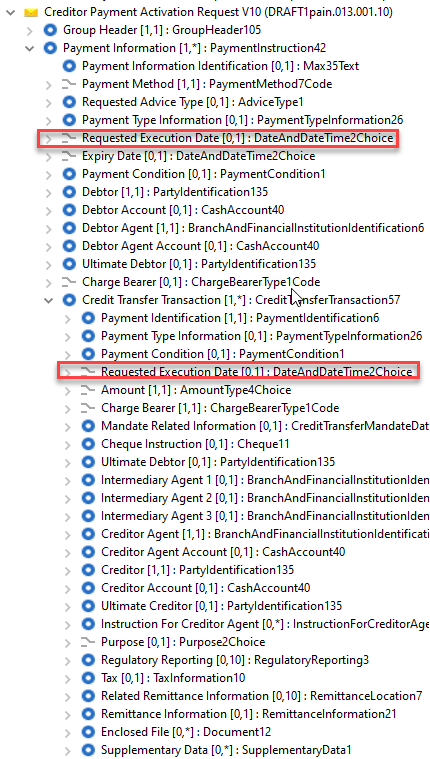 Creditor Payment Activation Request V10 (DRAFT1pain.013.001.10)
Group Header [1,1] : GroupHeader105
Payment Information [1,*] : PaymentInstruction42
Payment Information Identification [0,1] : Max35Text
Payment Method [1,1] : PaymentMethod7Code
Requested Advice Type [0,1] : AdviceType1
Payment Type Information [0,1] : PaymentTypeInformation26
Requested Execution Date [0,1] : DateAndDateTime2Choice
Expiry Date [0,1] : DateAndDateTime2Choice
Payment Condition [0,1] : PaymentCondition1
Debtor [1,1] : PartyIdentification135
Debtor Account [0,1] : CashAccount40
Debtor Agent [1,1] : BranchAndFinancialInstitutionIdentification6
Debtor Agent Account [0,1] : CashAccount40
Ultimate Debtor [0,1] : PartyIdentification135
Charge Bearer [0,1] : ChargeBearerType1Code
Credit Transfer Transaction [1,*] : CreditTransferTransaction57
Payment Identification [1,1] : PaymentIdentification6
Payment Type Information [0,1] : PaymentTypeInformation26
Payment Condition [0,1] : PaymentCondition1
Requested Execution Date [0,1] : DateAndDateTime2Choice
Amount [1,1] : AmountType4Choice
Charge Bearer [1,1] : ChargeBearerType1Code
Mandate Related Information [0,1] : CreditTransferMandateDat
Cheque Instruction [0,1] : Cheque11
Ultimate Debtor [0,1] : PartyIdentification135
Intermediary Agent 1 [0,1] : BranchAndFinancialInstitutionIden
Intermediary Agent 2 [0,1] : BranchAndFinancialInstitutionIden
Intermediary Agent 3 [0,1] : BranchAndFinancialInstitutionIden
Creditor Agent [1,1] : BranchAndFinancialInstitutionIdentificati
Creditor Agent Account [0,1] : CashAccount40
Creditor [1,1] : PartyIdentification135
Creditor Account [0,1] : CashAccount40
Ultimate Creditor [0,1] : PartyIdentification135
Instruction For Creditor Agent [0,*] : InstructionForCreditorAge
Purpose [0,1] : Purpose2Choice
Regulatory Reporting [0,10] : RegulatoryReporting3
Tax [0,1] : TaxInformation10
Related Remittance Information [0,10] : RemittanceLocation7
Remittance Information [0,1] : RemittanceInformation21
Enclosed File [0,*] : Document12
Supplementary Data [0,*] : SupplementaryData1